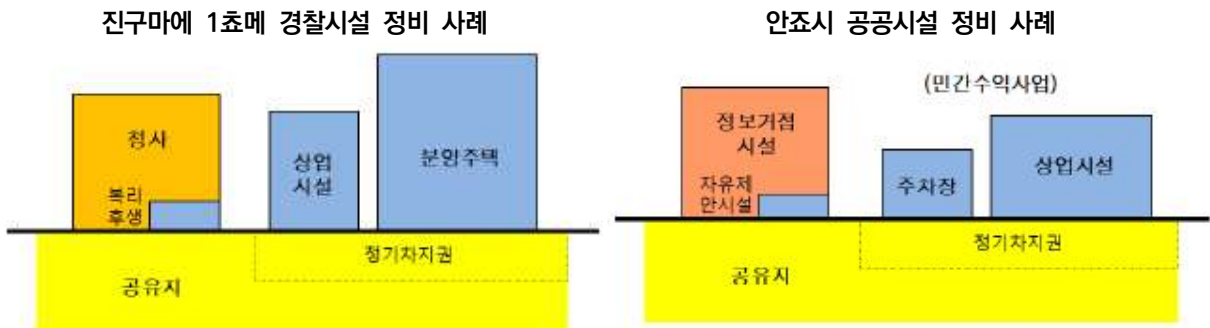 진구마에 1쵸메 경찰시설 정비 사례
청사
복리
후생
상업
시설
분양주택
정기차지권
공유지
안죠시 공공시설 정비 사례
(민간수익사업)
정보거점
시설
자유제
안시설
주차장
상업시설
정기차지권
공유지